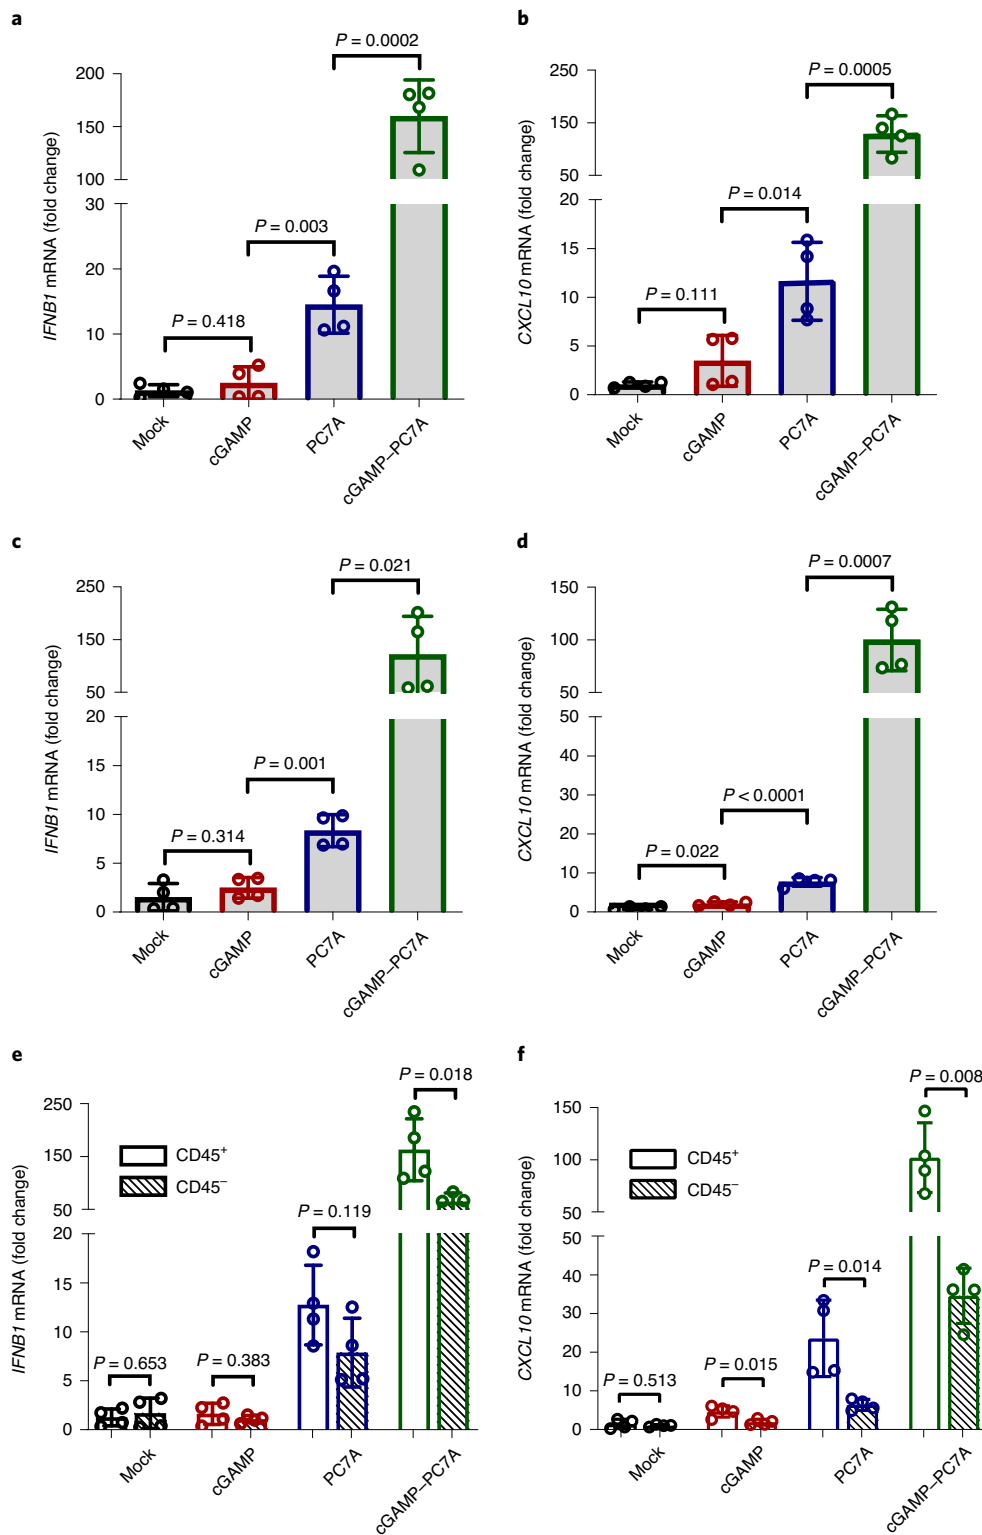 a
P = 0.0002
200
150
100
30
20
10
0
IFNB1 mRNA (fold change)
P = 0.003
P = 0.418
Mock
cGAMP
PC7A
cGAMP–PC7A
b
P = 0.0005
250
150
50
20
15
10
5
0
CXCL10 mRNA (fold change)
P = 0.014
P = 0.111
Mock
cGAMP
PC7A
cGAMP–PC7A
c
P = 0.021
250
150
50
20
15
10
5
0
IFNB1 mRNA (fold change)
P = 0.001
P = 0.314
Mock
cGAMP
PC7A
cGAMP–PC7A
d
P = 0.0007
150
100
50
50
40
30
20
10
0
CXCL10 mRNA (fold change)
P < 0.0001
P = 0.022
Mock
cGAMP
PC7A
cGAMP–PC7A
e
P = 0.018
250
150
50
20
15
10
5
0
IFNB1 mRNA (fold change)
CD45+
CD45–
P = 0.119
P = 0.653
P = 0.383
Mock
cGAMP
PC7A
cGAMP–PC7A
f
P = 0.008
150
100
50
50
40
30
20
10
0
CXCL10 mRNA (fold change)
CD45+
CD45–
P = 0.014
P = 0.015
P = 0.513
Mock
cGAMP
PC7A
cGAMP–PC7A